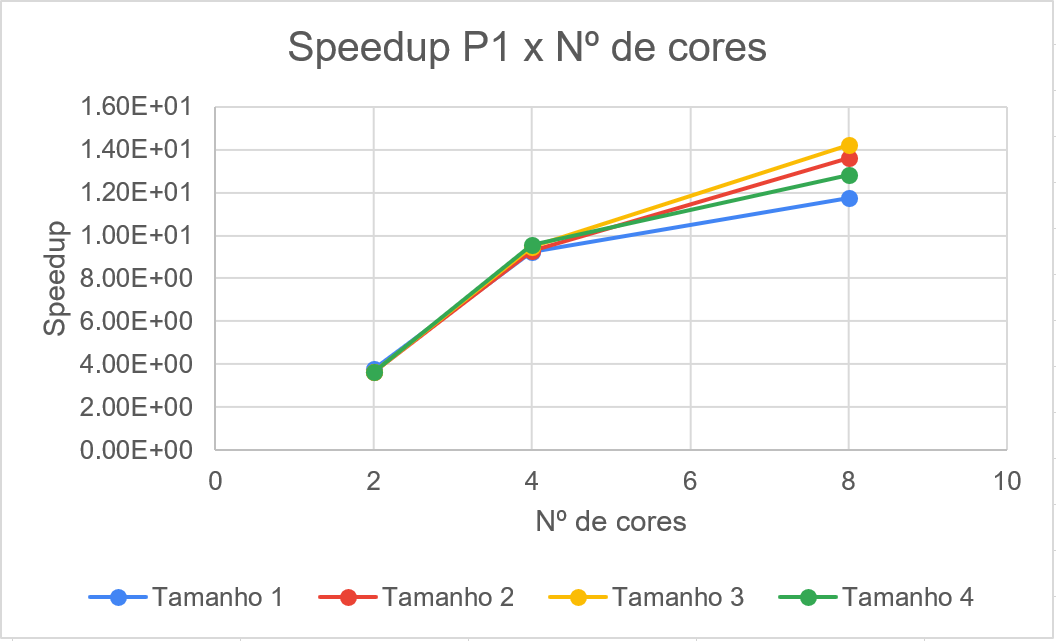 Speedup P1 x Nº de cores
1.60E+01
1.40E+01
1.20E+01
1.00E+01
8.00E+00
6.00E+00
4.00E+00
2.00E+00
0.00E+00
Speedup
0 2 4 6 8 10
Nº de cores
Tamanho 1 Tamanho 2 Tamanho 3 Tamanho 4